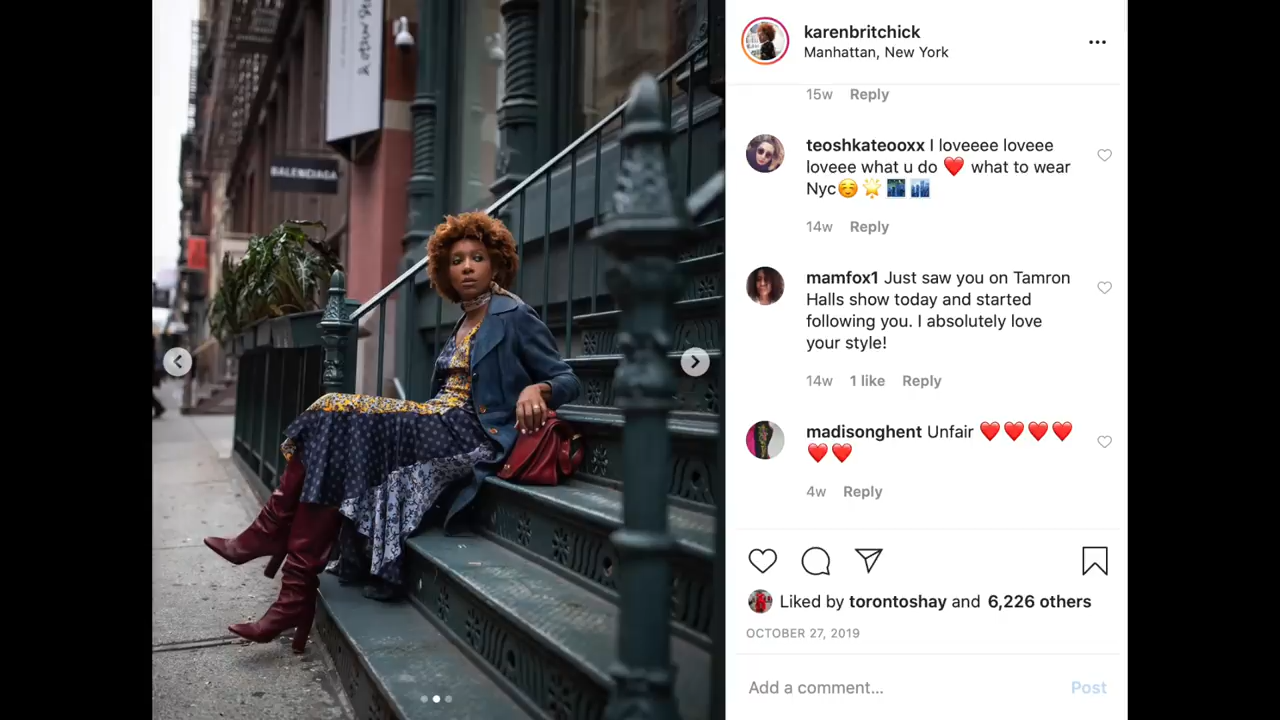 & other Stories
BALENCIAGA
karenbritchick
Manhattan, New York
15w Reply
teoshkateooxx I loveeee loveee
loveee what u do ❤️ what to wear
Nyc☺️🌟🌃🏙️
14w Reply
mamfox1 Just saw you on Tamron
Halls show today and started
following you. I absolutely love
your style!
14w 1 like Reply
madisonghent Unfair ❤️❤️❤️❤️
❤️❤️
4w Reply
Liked by torontoshay and 6,226 others
OCTOBER 27, 2019
Add a comment... Post